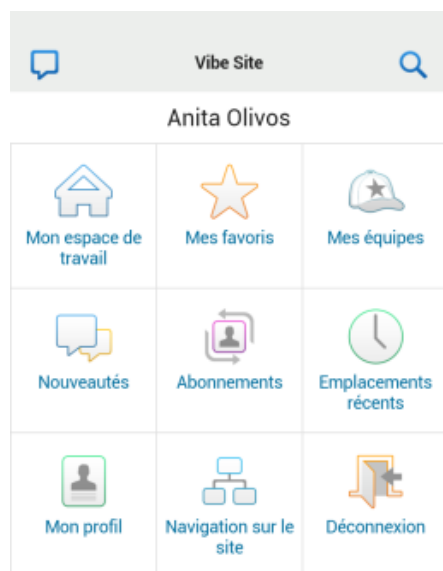 Vibe Site
Anita Olivos
Mon espace de
travail
Mes favoris
Mes équipes
Nouveautés
Abonnements
Emplacements
récents
Mon profil
Navigation sur le
site
Déconnexion